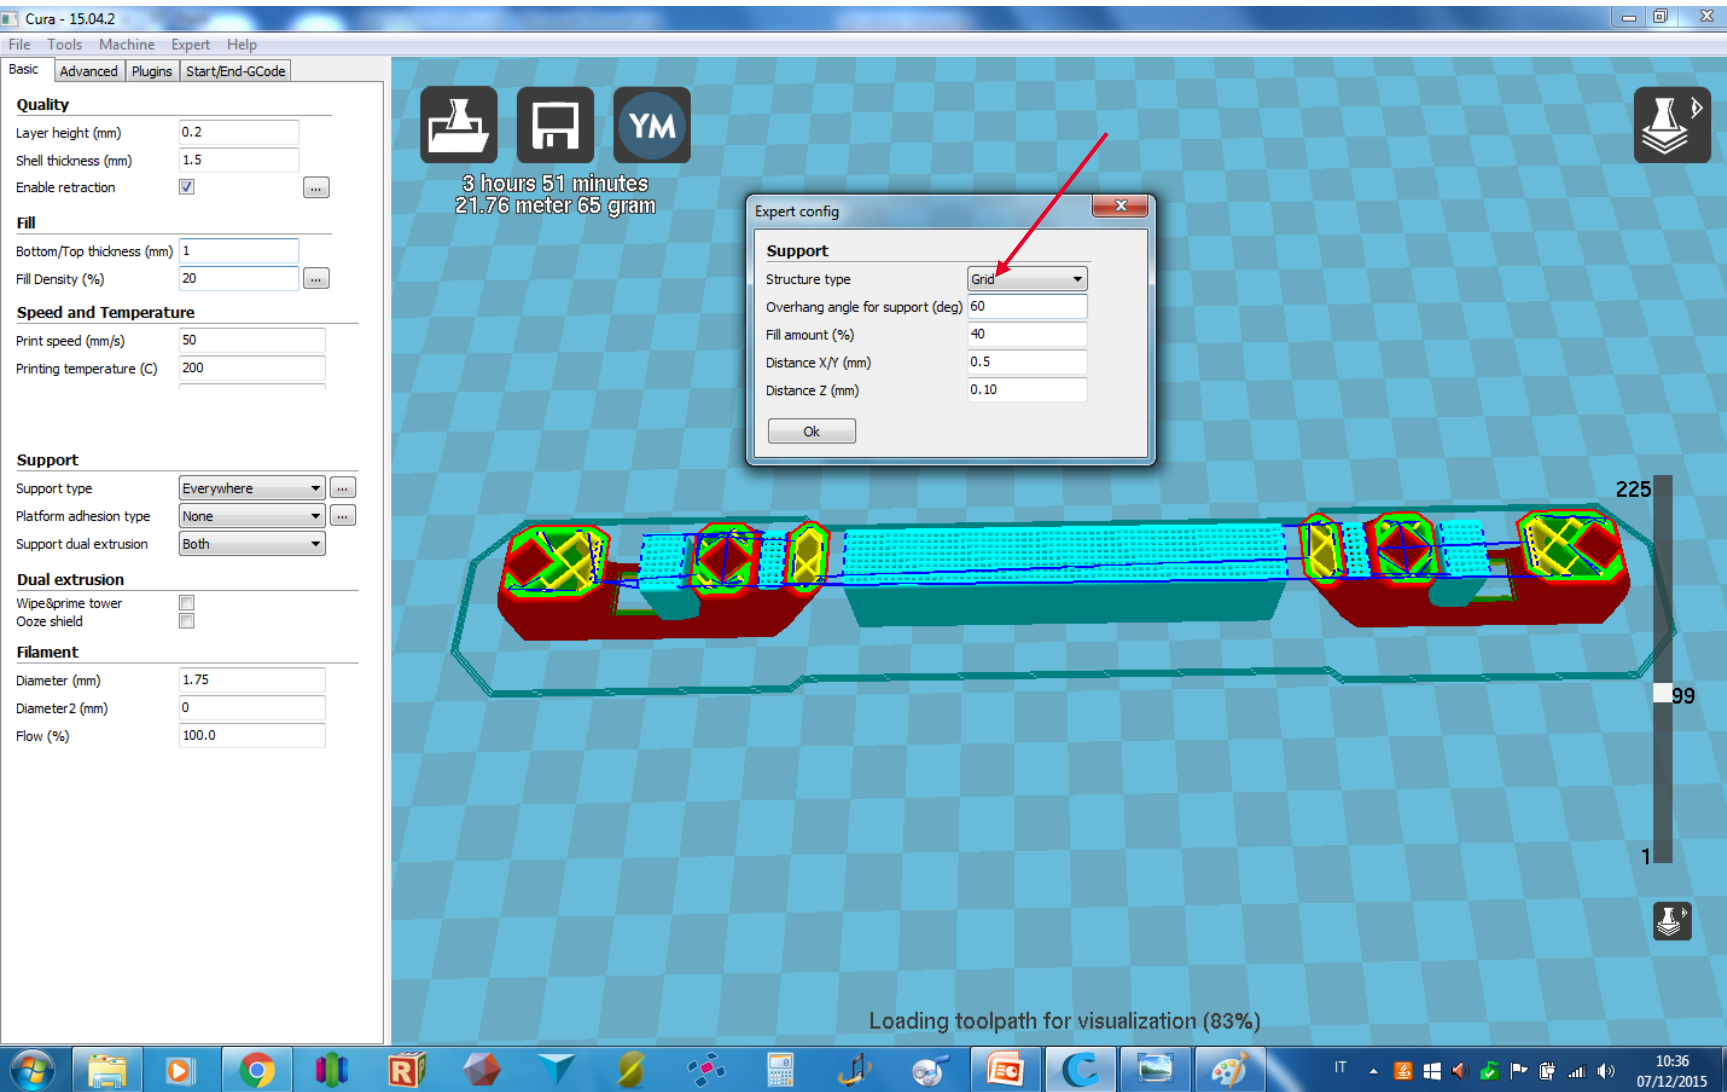 Cura - 15.04.2
File Tools Machine Expert Help
Basic Advanced Plugins Start/End-GCode
Quality
Layer height (mm) 0.2
Shell thickness (mm) 1.5
Enable retraction ...
Fill
Bottom/Top thickness (mm) 1
Fill Density (%) 20 ...
Speed and Temperature
Print speed (mm/s) 50
Printing temperature (C) 200
Support
Support type Everywhere ...
Platform adhesion type None ...
Support dual extrusion Both
Dual extrusion
Wipe&prime tower
Ooze shield
Filament
Diameter (mm) 1.75
Diameter2 (mm) 0
Flow (%) 100.0
YM
3 hours 51 minutes
21.76 meter 65 gram
Expert config
Support
Structure type Grid
Overhang angle for support (deg) 60
Fill amount (%) 40
Distance X/Y (mm) 0.5
Distance Z (mm) 0.10
Ok
225
99
1
Loading toolpath for visualization (83%)
IT
10:36
07/12/2015